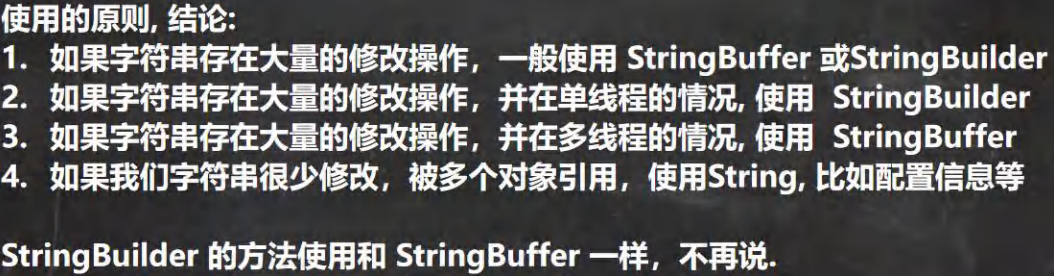 使用的原则, 结论:
1. 如果字符串存在大量的修改操作，一般使用 StringBuffer 或StringBuilder
2. 如果字符串存在大量的修改操作，并在单线程的情况, 使用 StringBuilder
3. 如果字符串存在大量的修改操作，并在多线程的情况, 使用 StringBuffer
4. 如果我们字符串很少修改，被多个对象引用，使用String, 比如配置信息等
StringBuilder 的方法使用和 StringBuffer 一样，不再说.